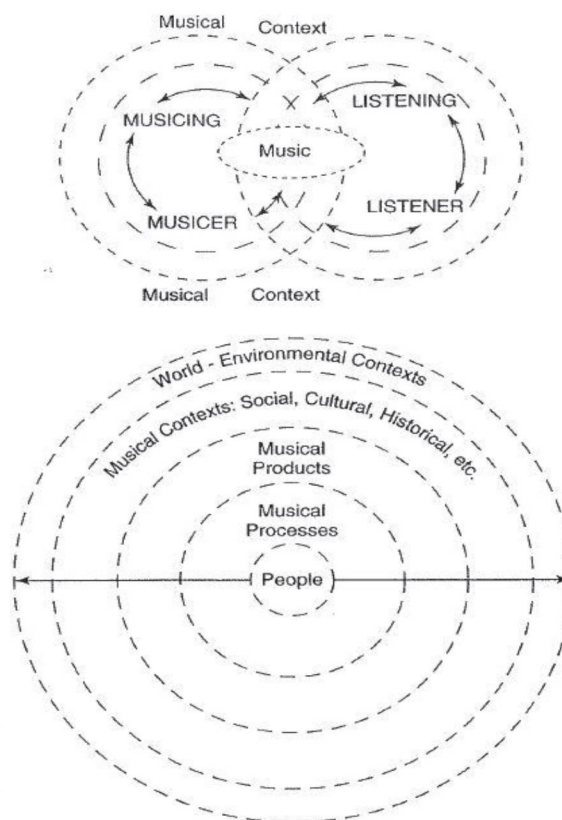 Musical Context
MUSICING
LISTENING
Music
MUSICER
LISTENER
Musical Context
World - Environmental Contexts
Musical Contexts: Social, Cultural, Historical, etc.
Musical
Products
Musical
Processes
People